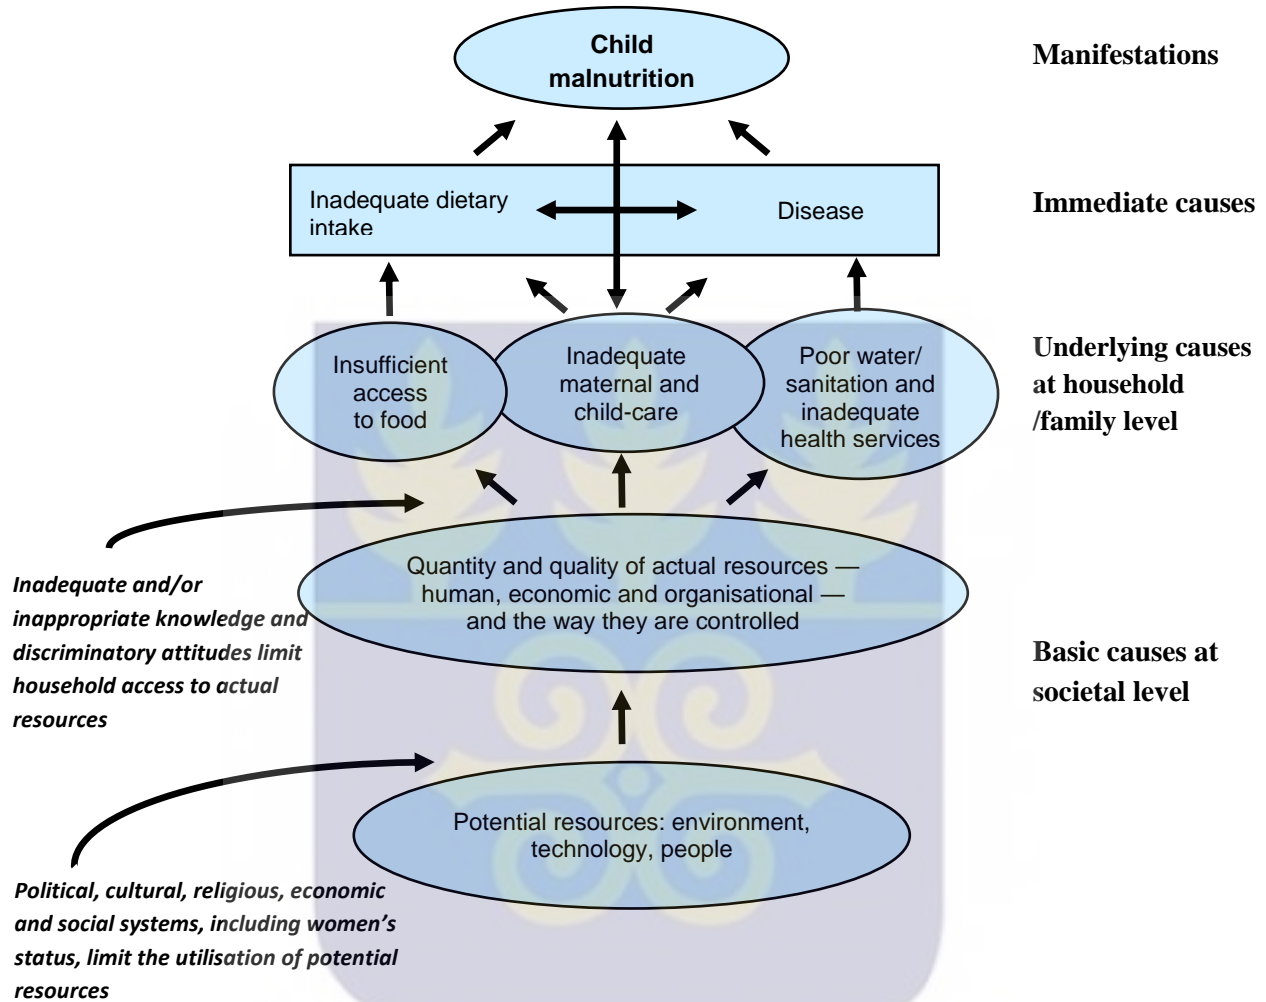 Child
malnutrition
Manifestations
Inadequate dietary
intake
Disease
Immediate causes
Insufficient
access
to food
Inadequate
maternal and
child-care
Poor water/
sanitation and
inadequate
health services
Underlying causes
at household
/family level
Quantity and quality of actual resources —
human, economic and organisational —
and the way they are controlled
Inadequate and/or
inappropriate knowledge and
discriminatory attitudes limit
household access to actual
resources
Basic causes at
societal level
Potential resources: environment,
technology, people
Political, cultural, religious, economic
and social systems, including women’s
status, limit the utilisation of potential
resources